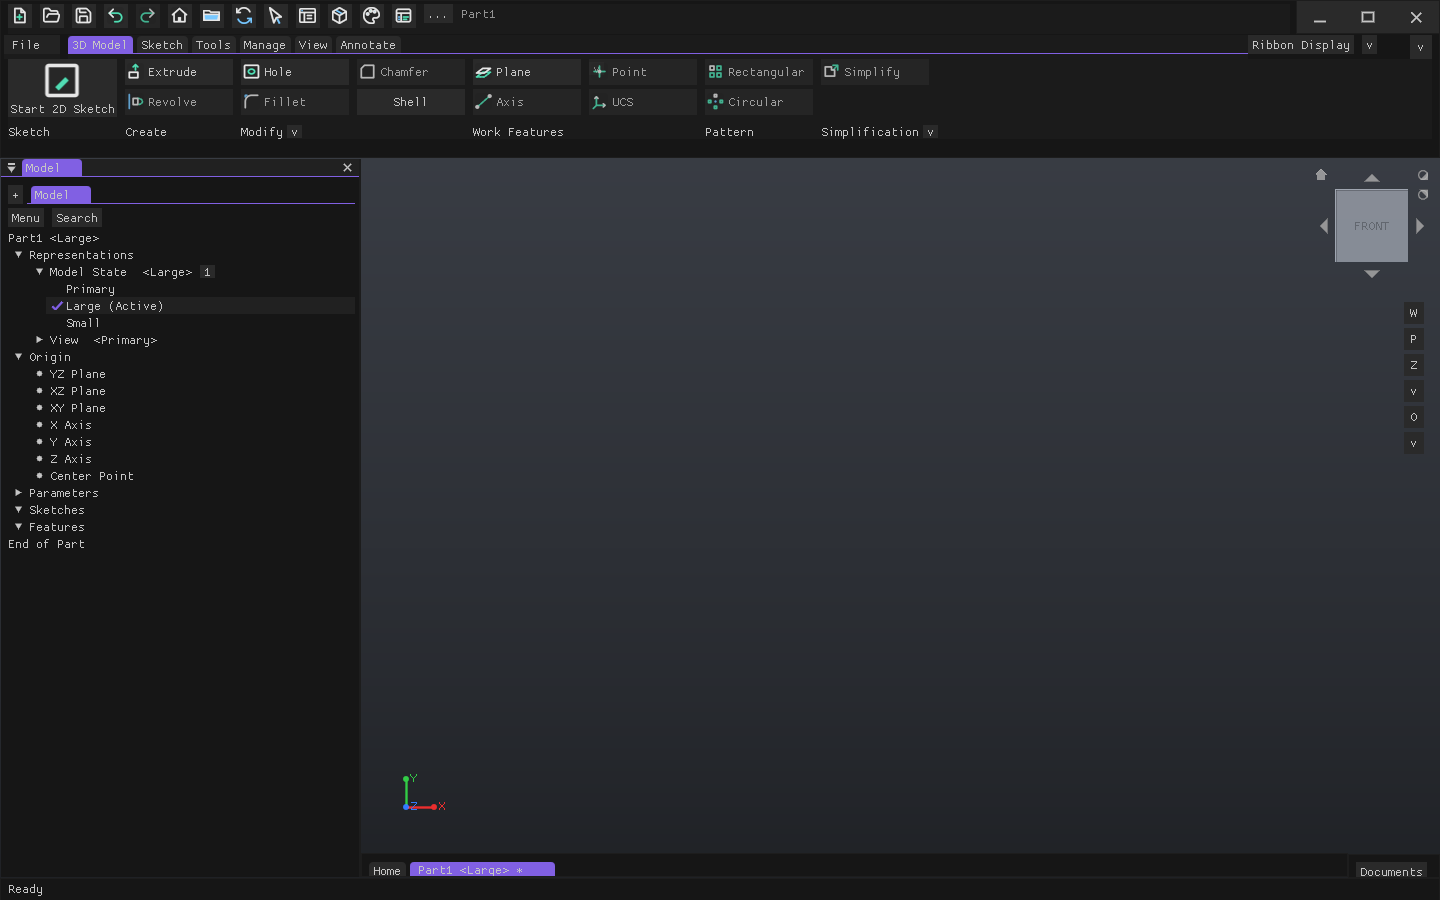 ... Part1
File 3D Model Sketch Tools Manage View Annotate Ribbon Display v v
Start 2D Sketch
Extrude Hole Chamfer Plane Point Rectangular Simplify
Revolve Fillet Shell Axis UCS Circular
Sketch Create Modify v Work Features Pattern Simplification v
Model
+ Model
Menu Search
Part1 <Large>
Representations
Model State <Large> 1
Primary
Large (Active)
Small
View <Primary>
Origin
YZ Plane
XZ Plane
XY Plane
X Axis
Y Axis
Z Axis
Center Point
Parameters
Sketches
Features
End of Part
FRONT
W
P
Z
v
O
v
Y
Z X
Home Part1 <Large> * Documents
Ready